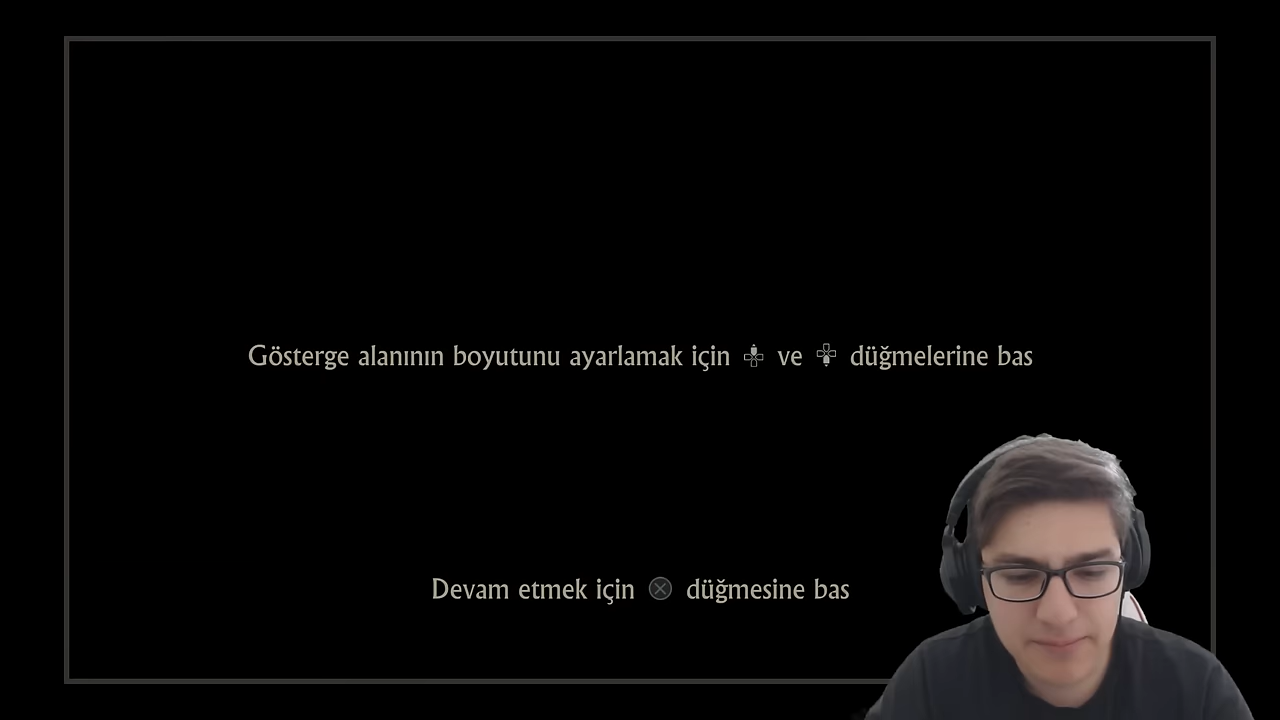 Gösterge alanının boyutunu ayarlamak için ve düğmelerine bas
Devam etmek için düğmesine bas